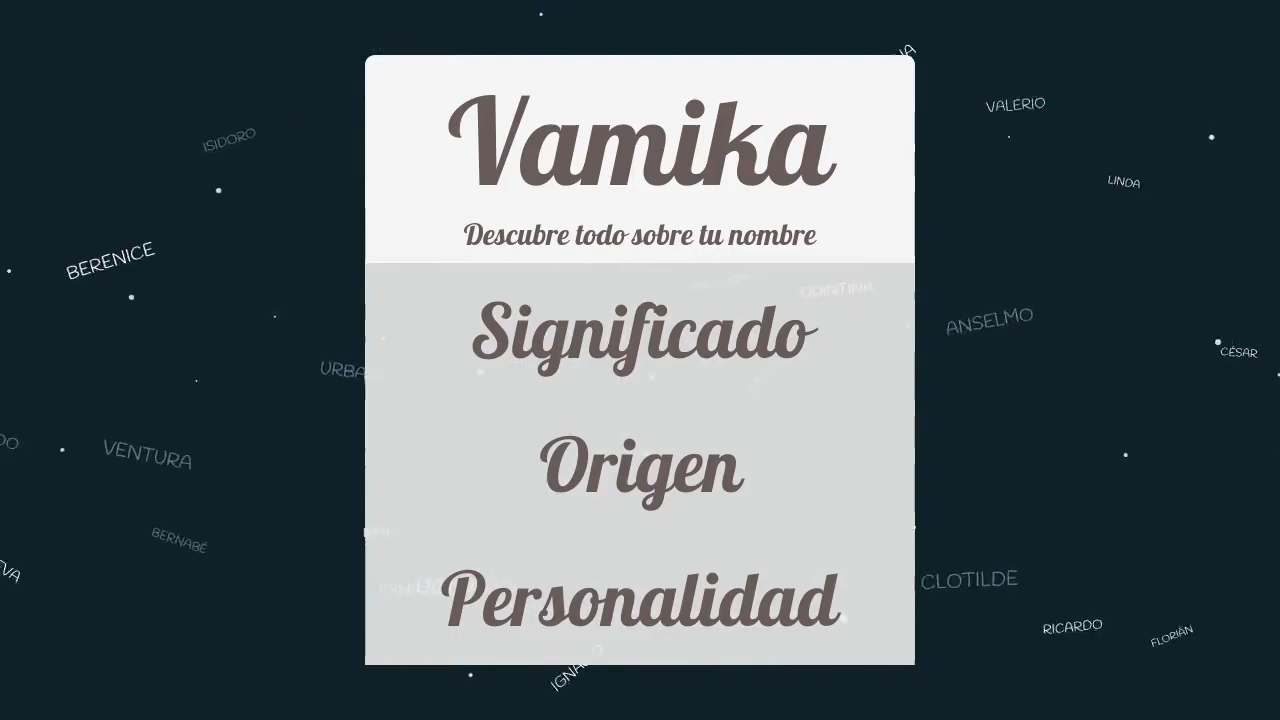 Vamika
Descubre todo sobre tu nombre
Significado
Origen
Personalidad
ISIDORO
BERENICE
VENTURA
BERNABÉ
VALERIO
LINDA
ANSELMO
CÉSAR
CLOTILDE
RICARDO
FLORIÁN